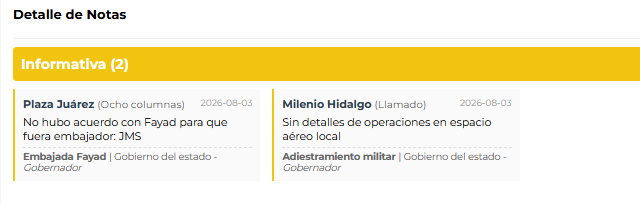 Detalle de Notas
Informativa (2)
Plaza Juárez (Ocho columnas) 2026-08-03
No hubo acuerdo con Fayad para que
fuera embajador: JMS
Embajada Fayad | Gobierno del estado -
Gobernador
Milenio Hidalgo (Llamado) 2026-08-03
Sin detalles de operaciones en espacio
aéreo local
Adiestramiento militar | Gobierno del estado -
Gobernador